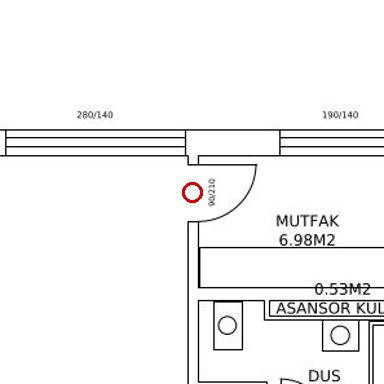 280/140
190/140
90/210
MUTFAK
6.98M2
0.53M2
ASANSOR KUL
DUS